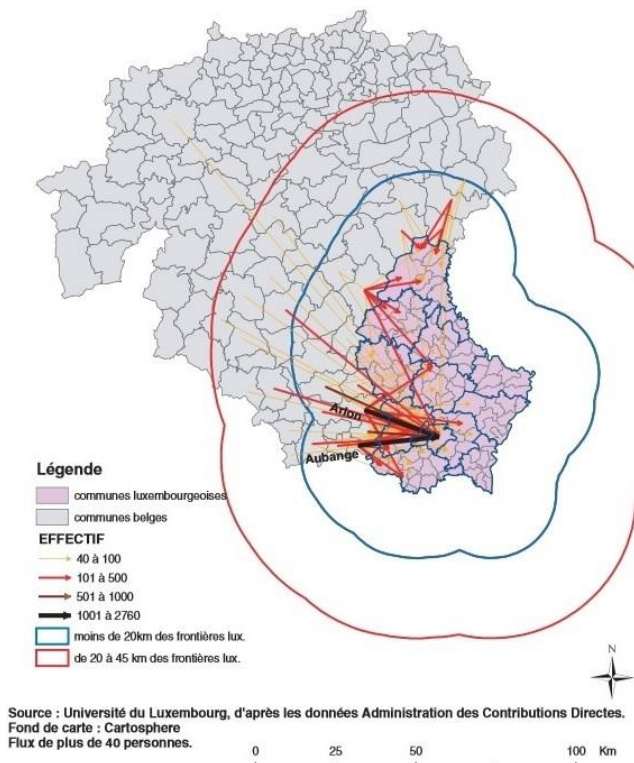 Arlon
Aubange
Légende
communes luxembourgeoises
communes belges
EFFECTIF
40 à 100
101 à 500
501 à 1000
1001 à 2760
moins de 20km des frontières lux.
de 20 à 45 km des frontières lux.
N
Source : Université du Luxembourg, d'après les données Administration des Contributions Directes.
Fond de carte : Cartosphere
Flux de plus de 40 personnes.
0 25 50 100 Km